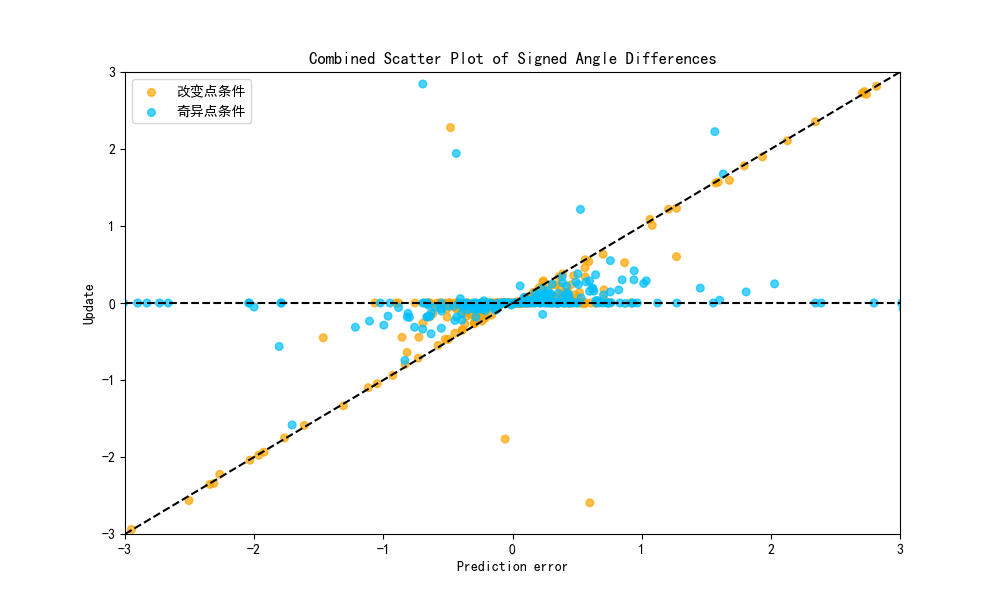 Combined Scatter Plot of Signed Angle Differences
改变点条件
奇异点条件
3
2
1
0
−1
−2
−3
Update
−3 −2 −1 0 1 2 3
Prediction error